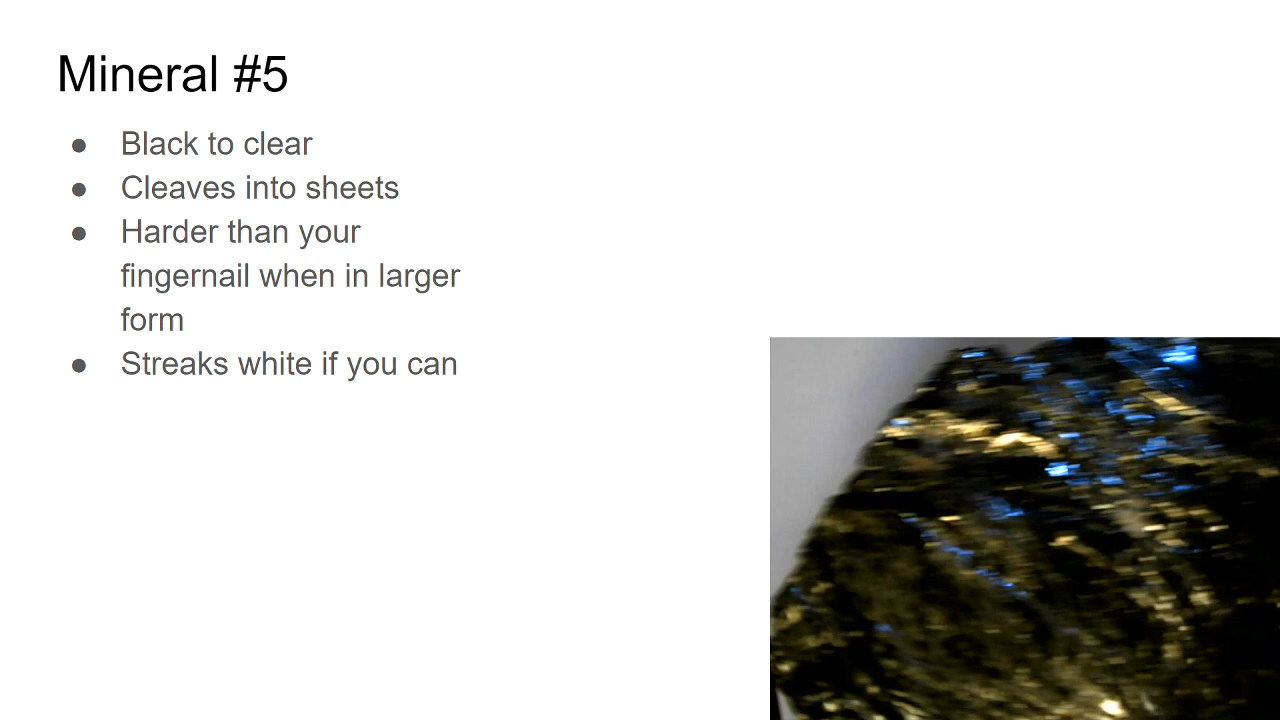 Mineral #5
● Black to clear
● Cleaves into sheets
● Harder than your
fingernail when in larger
form
● Streaks white if you can